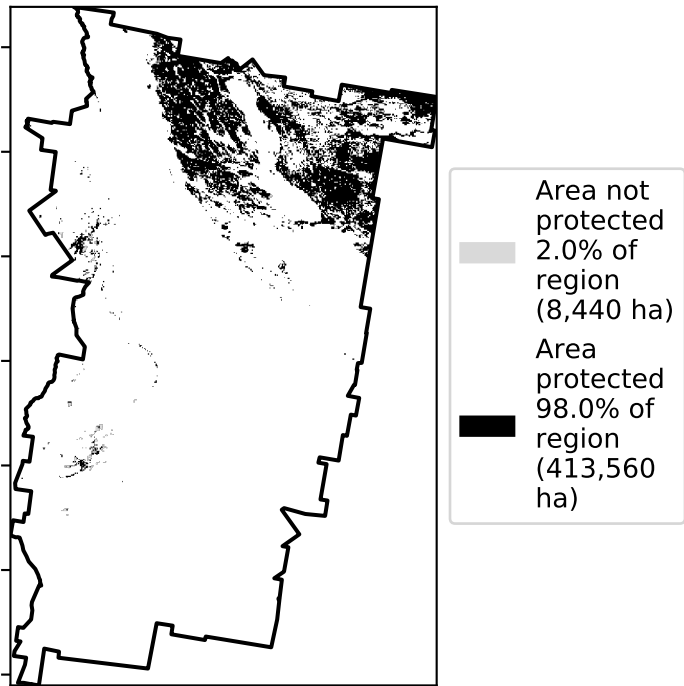 Area not
protected
2.0% of
region
(8,440 ha)
Area
protected
98.0% of
region
(413,560
ha)